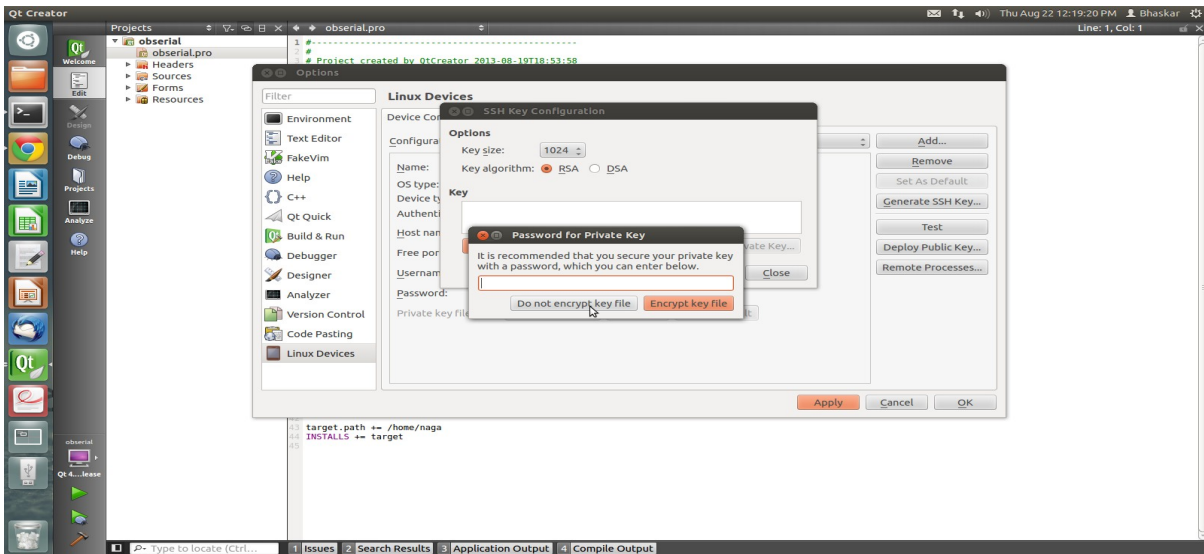 Qt Creator
Thu Aug 22 12:19:20 PM Bhaskar
Projects
obserial.pro
Line: 1, Col: 1
Qt
Welcome
Edit
Design
Debug
Projects
Analyze
Help
obserial
Qt 4....lease
obserial
obserial.pro
Headers
Sources
Forms
Resources
1 #----------------------------------------------
2 #
3 # Project created by QtCreator 2013-08-19T18:53:58
Options
Filter
Environment
Text Editor
FakeVim
Help
C++
Qt Quick
Build & Run
Debugger
Designer
Analyzer
Version Control
Code Pasting
Linux Devices
Linux Devices
Device Con
Configura
Name:
OS type:
Device ty
Authenti
Host nam
Free por
Usernam
Password:
Private key file
Add...
Remove
Set As Default
Generate SSH Key...
Test
Deploy Public Key...
Remote Processes...
Apply
Cancel
OK
SSH Key Configuration
Options
Key size: 1024
Key algorithm: RSA DSA
Key
vate Key...
Close
Password for Private Key
It is recommended that you secure your private key
with a password, which you can enter below.
Do not encrypt key file
Encrypt key file
43 target.path += /home/naga
44 INSTALLS += target
45
Type to locate (Ctrl...
1 Issues 2 Search Results 3 Application Output 4 Compile Output